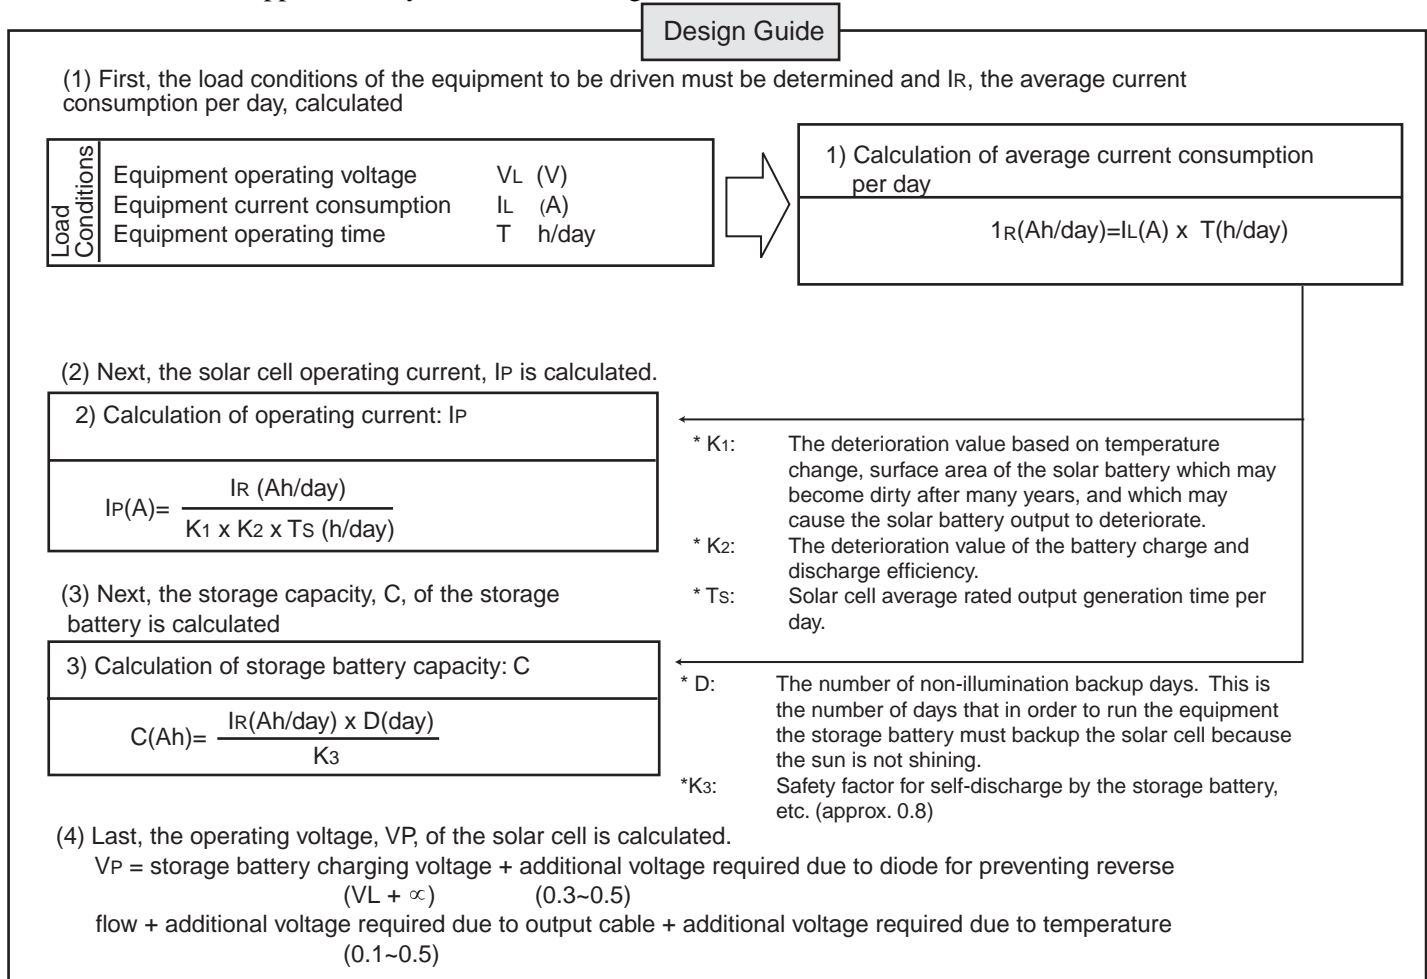 Design Guide
(1) First, the load conditions of the equipment to be driven must be determined and IR, the average current
consumption per day, calculated
Load
Conditions
Equipment operating voltage VL (V)
Equipment current consumption IL (A)
Equipment operating time T h/day
1) Calculation of average current consumption
per day
1R(Ah/day)=IL(A) x T(h/day)
(2) Next, the solar cell operating current, IP is calculated.
2) Calculation of operating current: IP
IP(A)=
IR (Ah/day)
K1 x K2 x TS (h/day)
* K1: The deterioration value based on temperature
change, surface area of the solar battery which may
become dirty after many years, and which may
cause the solar battery output to deteriorate.
* K2: The deterioration value of the battery charge and
discharge efficiency.
* TS: Solar cell average rated output generation time per
day.
(3) Next, the storage capacity, C, of the storage
battery is calculated
3) Calculation of storage battery capacity: C
C(Ah)=
IR(Ah/day) x D(day)
K3
* D: The number of non-illumination backup days. This is
the number of days that in order to run the equipment
the storage battery must backup the solar cell because
the sun is not shining.
*K3: Safety factor for self-discharge by the storage battery,
etc. (approx. 0.8)
(4) Last, the operating voltage, VP, of the solar cell is calculated.
VP = storage battery charging voltage + additional voltage required due to diode for preventing reverse
(VL + ∝) (0.3~0.5)
flow + additional voltage required due to output cable + additional voltage required due to temperature
(0.1~0.5)